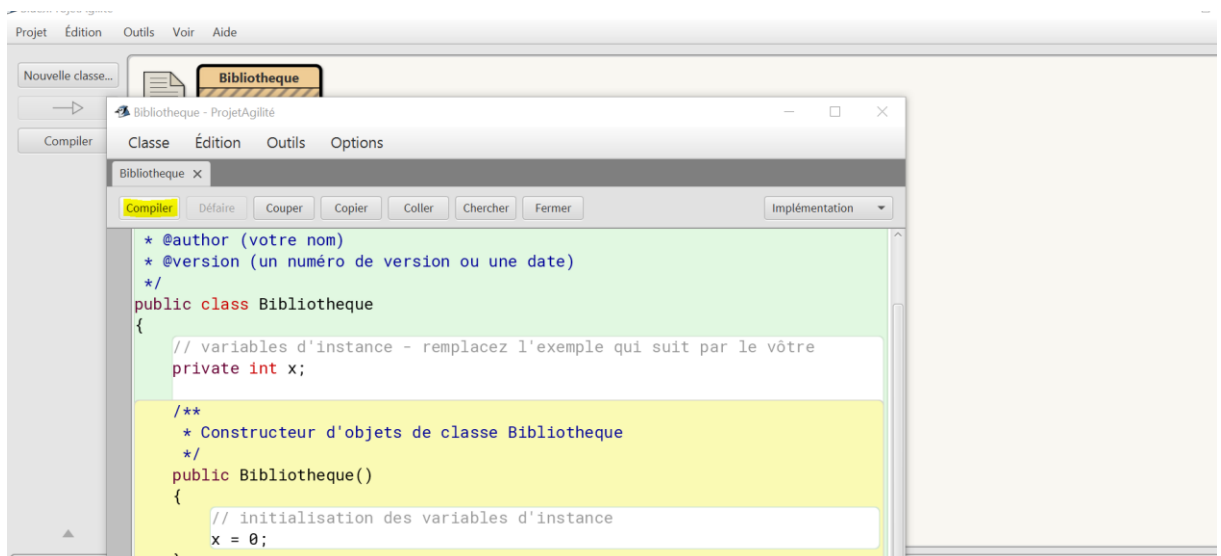 Projet Édition Outils Voir Aide
Nouvelle classe...
Bibliotheque
Bibliotheque - ProjetAgilité
Compiler
Classe Édition Outils Options
Bibliotheque X
Compiler Défaire Couper Copier Coller Chercher Fermer Implémentation
* @author (votre nom)
* @version (un numéro de version ou une date)
*/
public class Bibliotheque
{
// variables d'instance - remplacez l'exemple qui suit par le vôtre
private int x;
/**
* Constructeur d'objets de classe Bibliotheque
*/
public Bibliotheque()
{
// initialisation des variables d'instance
x = 0;